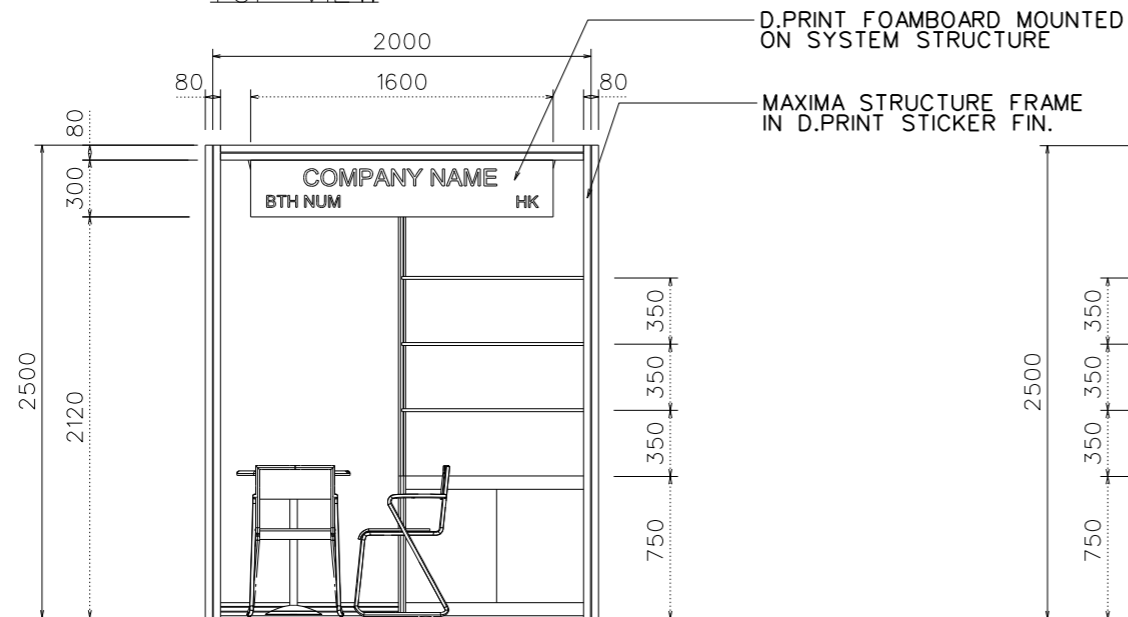 D.PRINT FOAMBOARD MOUNTED
ON SYSTEM STRUCTURE
2000
80
1600
80
MAXIMA STRUCTURE FRAME
IN D.PRINT STICKER FIN.
80
300
COMPANY NAME
BTH NUM HK
2500
2120
350
350
350
750
2500
350
350
350
750